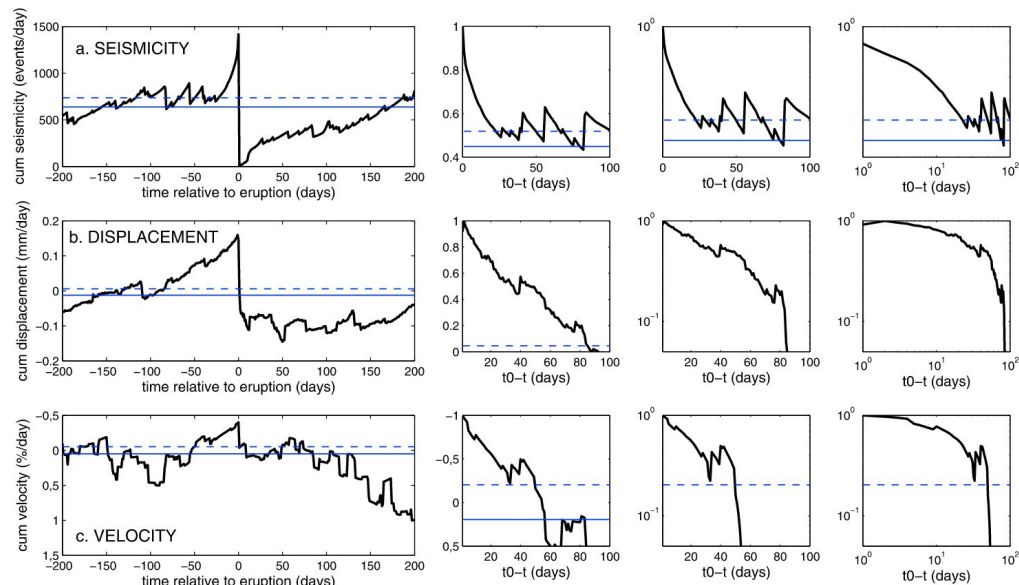 a. SEISMICITY
cum seismicity (events/day)
1500
1000
500
0
−200 −150 −100 −50 0 50 100 150 200
time relative to eruption (days)
1
0.8
0.6
0.4
0 50 100
t0−t (days)
10^0
0 50 100
t0−t (days)
10^0
10^0 10^1 10^2
t0−t (days)
b. DISPLACEMENT
cum displacement (mm/day)
0.2
0.1
0
−0.1
−0.2
−200 −150 −100 −50 0 50 100 150 200
time relative to eruption (days)
1
0.8
0.6
0.4
0.2
0
20 40 60 80 100
t0−t (days)
10^0
10^−1
20 40 60 80 100
t0−t (days)
10^0
10^−1
10^0 10^1 10^2
t0−t (days)
c. VELOCITY
cum velocity (%/day)
−0.5
0
0.5
1
1,5
−200 −150 −100 −50 0 50 100 150 200
time relative to eruption (days)
−1
−0.5
0
0,5
20 40 60 80 100
t0−t (days)
10^0
10^−1
20 40 60 80 100
t0−t (days)
10^0
10^−1
10^0 10^1 10^2
t0−t (days)